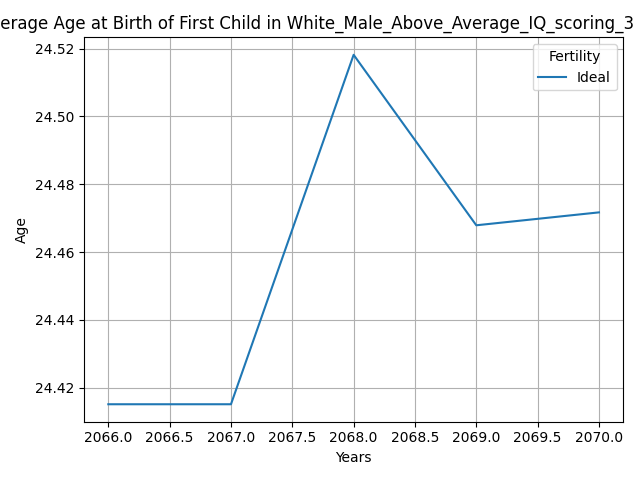 erage Age at Birth of First Child in White_Male_Above_Average_IQ_scoring_3
24.52
24.50
24.48
24.46
24.44
24.42
Age
Fertility
Ideal
2066.0 2066.5 2067.0 2067.5 2068.0 2068.5 2069.0 2069.5 2070.0
Years